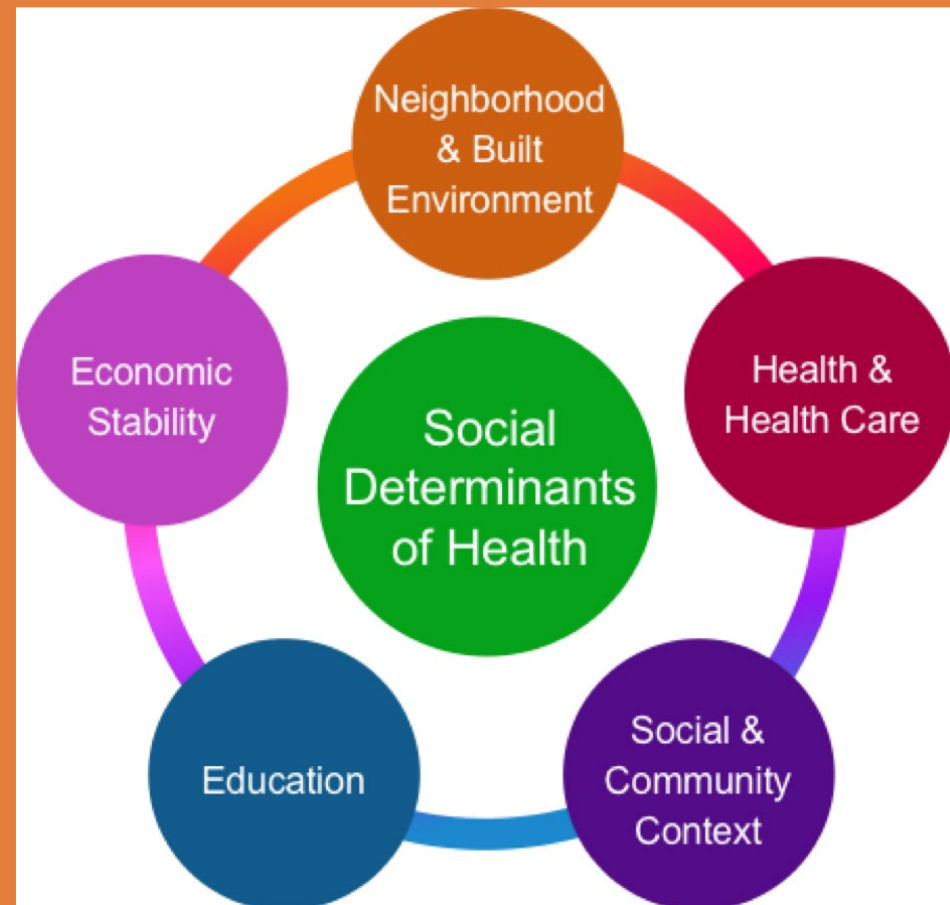 Neighborhood
& Built
Environment
Economic
Stability
Health &
Health Care
Social
Determinants
of Health
Education
Social &
Community
Context